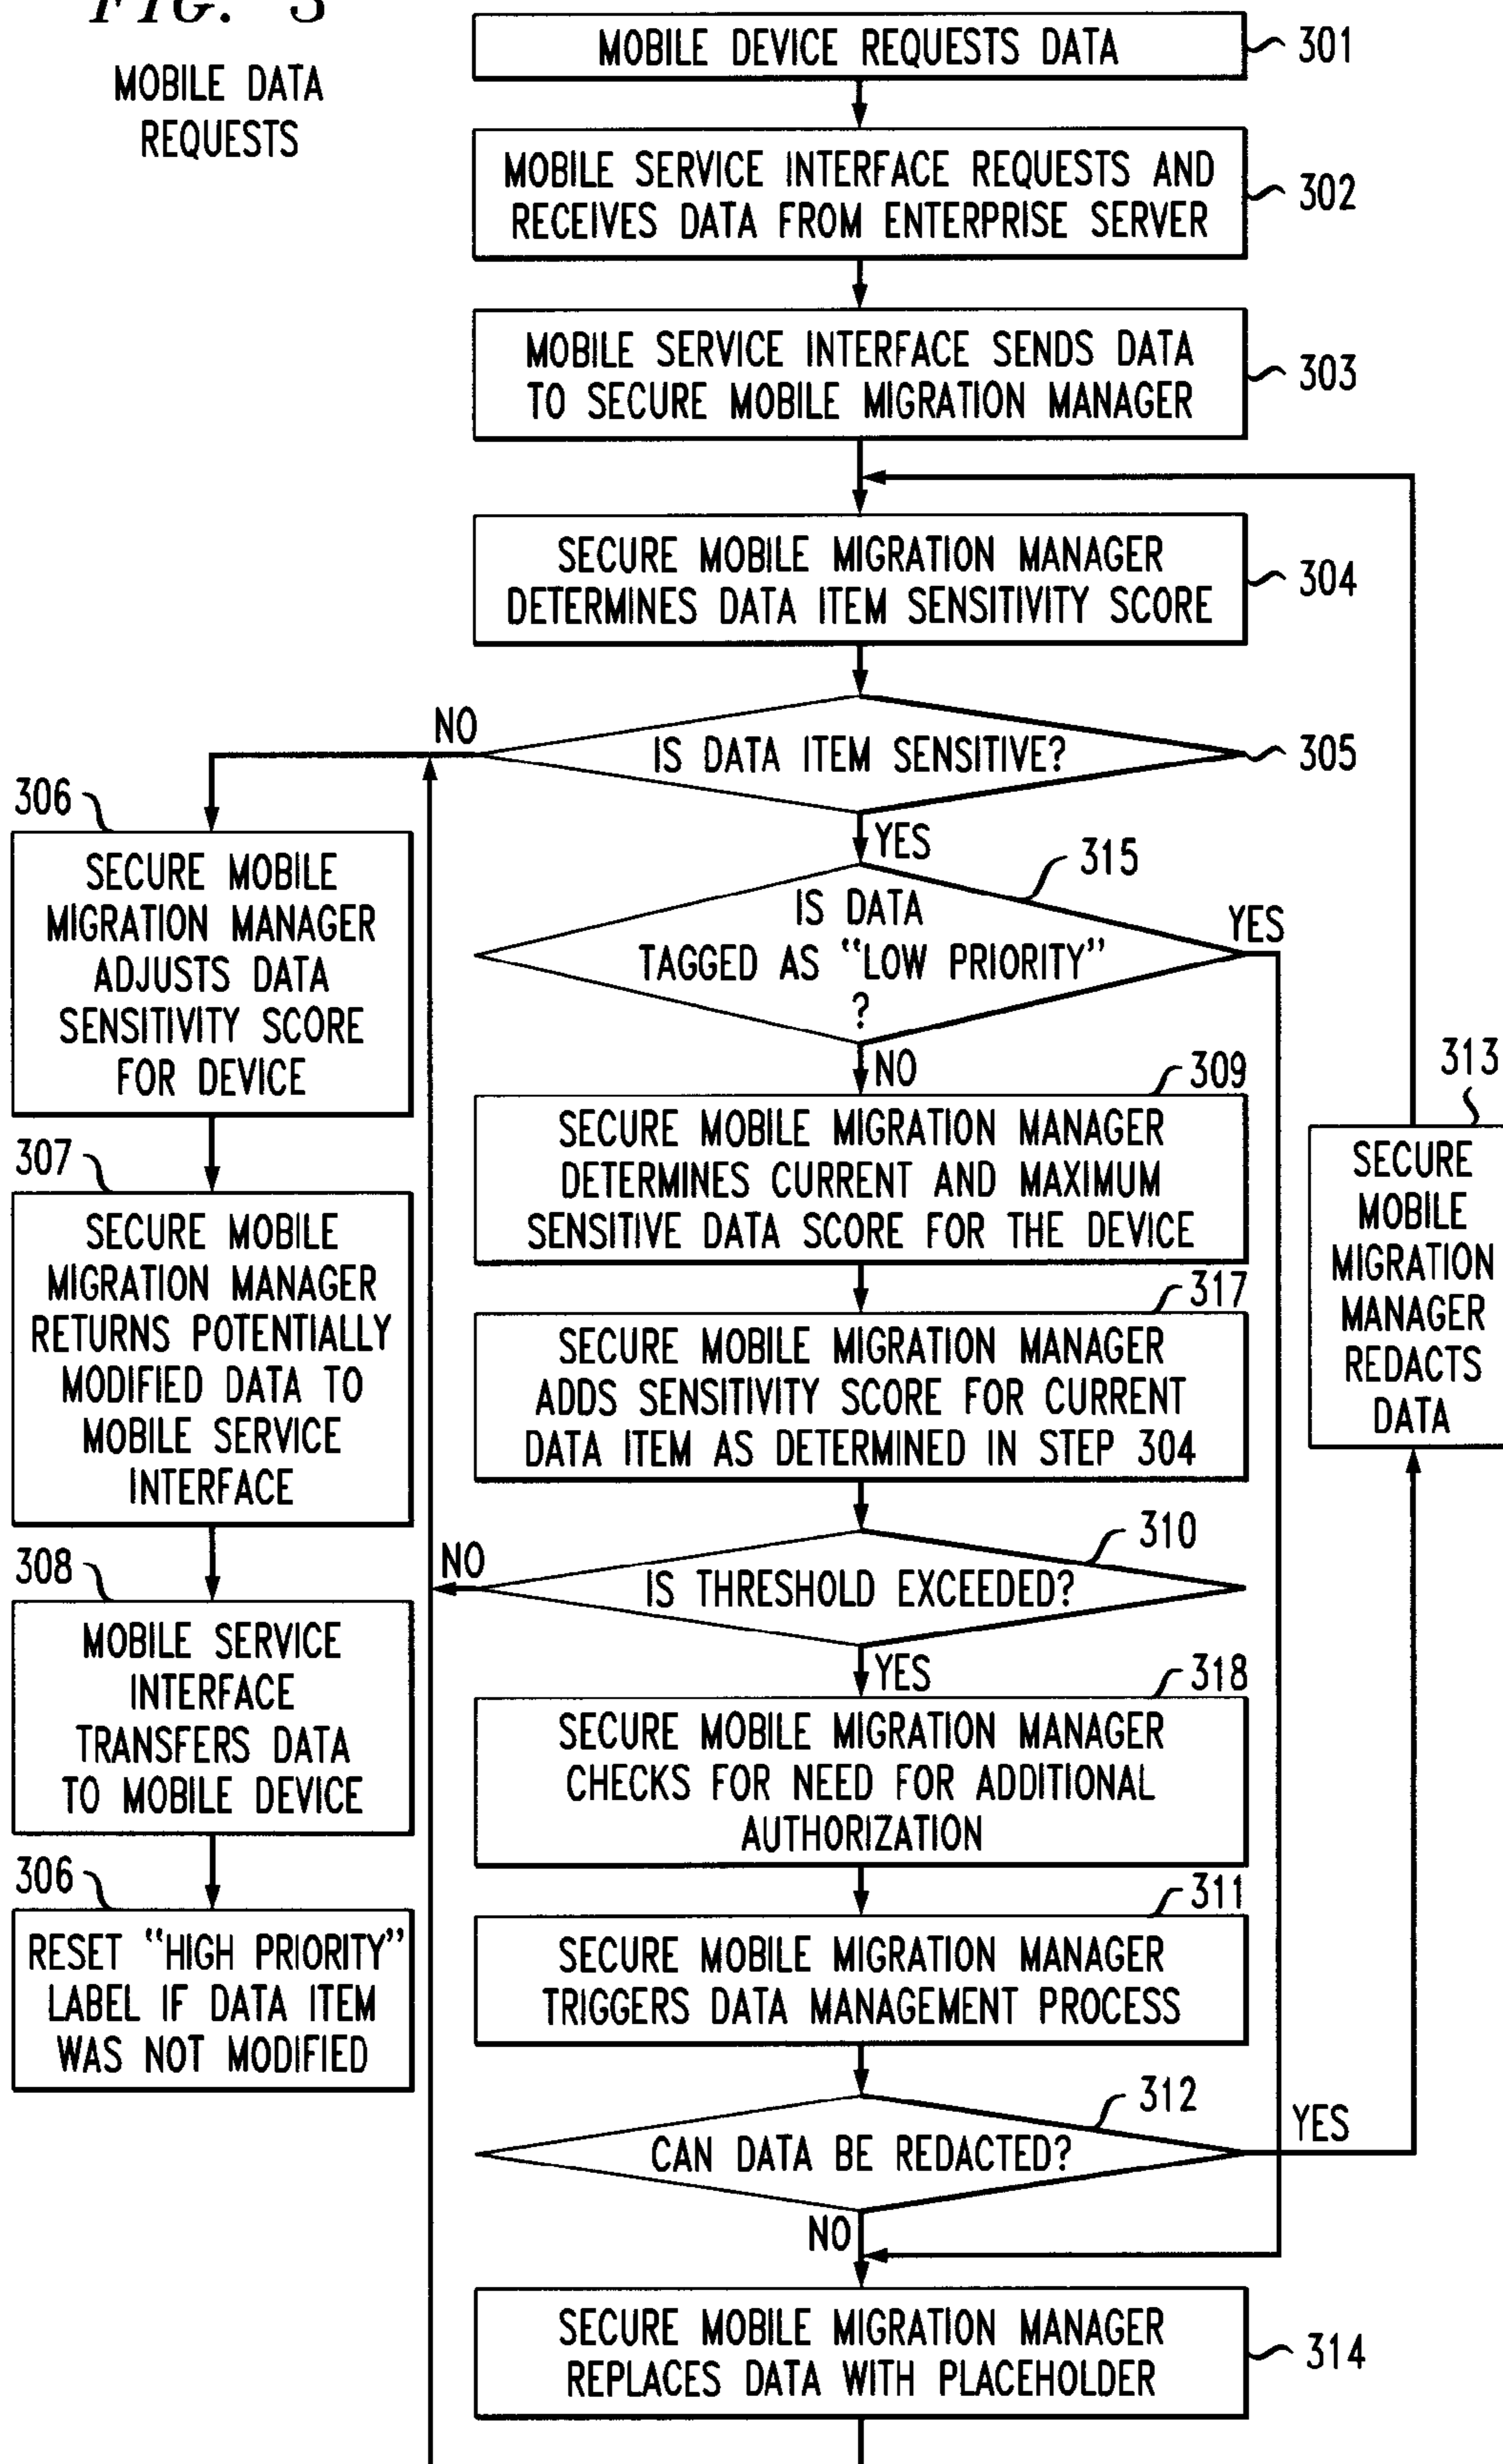 FIG. 3
MOBILE DATA
REQUESTS
MOBILE DEVICE REQUESTS DATA
301
MOBILE SERVICE INTERFACE REQUESTS AND
RECEIVES DATA FROM ENTERPRISE SERVER
302
MOBILE SERVICE INTERFACE SENDS DATA
TO SECURE MOBILE MIGRATION MANAGER
303
SECURE MOBILE MIGRATION MANAGER
DETERMINES DATA ITEM SENSITIVITY SCORE
304
NO
IS DATA ITEM SENSITIVE?
305
YES
306
SECURE MOBILE
MIGRATION MANAGER
ADJUSTS DATA
SENSITIVITY SCORE
FOR DEVICE
307
SECURE MOBILE
MIGRATION MANAGER
RETURNS POTENTIALLY
MODIFIED DATA TO
MOBILE SERVICE
INTERFACE
308
MOBILE SERVICE
INTERFACE
TRANSFERS DATA
TO MOBILE DEVICE
306
RESET “HIGH PRIORITY”
LABEL IF DATA ITEM
WAS NOT MODIFIED
315
IS DATA
TAGGED AS “LOW PRIORITY”
?
YES
NO
309
SECURE MOBILE MIGRATION MANAGER
DETERMINES CURRENT AND MAXIMUM
SENSITIVE DATA SCORE FOR THE DEVICE
317
SECURE MOBILE MIGRATION MANAGER
ADDS SENSITIVITY SCORE FOR CURRENT
DATA ITEM AS DETERMINED IN STEP 304
310
NO
IS THRESHOLD EXCEEDED?
YES
318
SECURE MOBILE MIGRATION MANAGER
CHECKS FOR NEED FOR ADDITIONAL
AUTHORIZATION
311
SECURE MOBILE MIGRATION MANAGER
TRIGGERS DATA MANAGEMENT PROCESS
312
CAN DATA BE REDACTED?
YES
NO
313
SECURE
MOBILE
MIGRATION
MANAGER
REDACTS
DATA
SECURE MOBILE MIGRATION MANAGER
REPLACES DATA WITH PLACEHOLDER
314